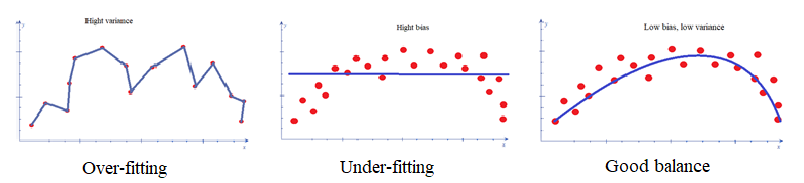 y
Hight variance
x
Over-fitting
y
Hight bias
x
Under-fitting
y
Low bias, low variance
x
Good balance